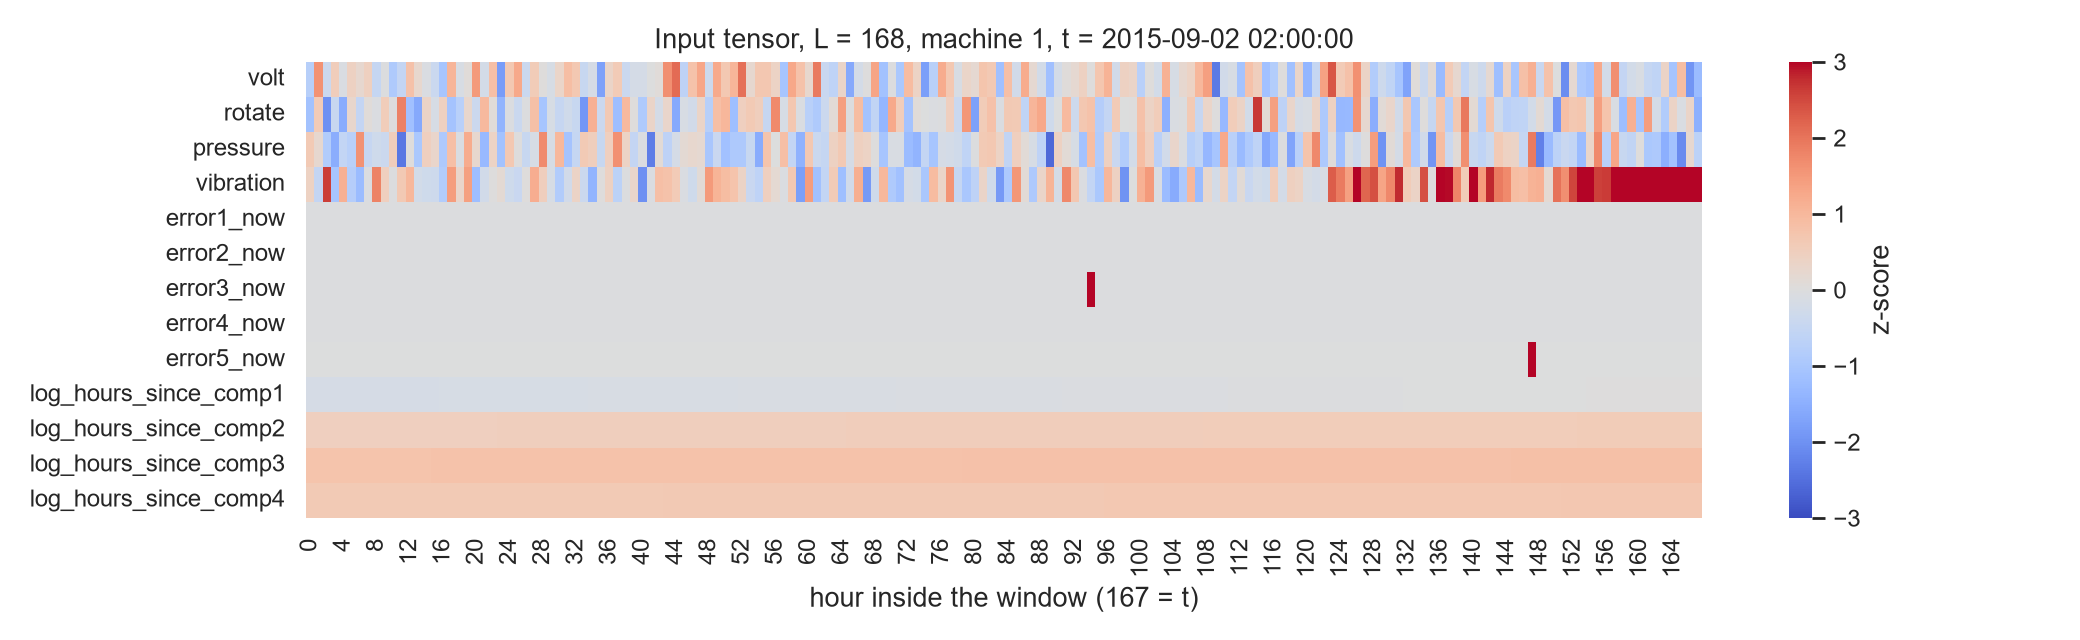 Input tensor, L = 168, machine 1, t = 2015-09-02 02:00:00
volt
rotate
pressure
vibration
error1_now
error2_now
error3_now
error4_now
error5_now
log_hours_since_comp1
log_hours_since_comp2
log_hours_since_comp3
log_hours_since_comp4
0 4 8 12 16 20 24 28 32 36 40 44 48 52 56 60 64 68 72 76 80 84 88 92 96 100 104 108 112 116 120 124 128 132 136 140 144 148 152 156 160 164
hour inside the window (167 = t)
3
2
1
0
−1
−2
−3
z-score